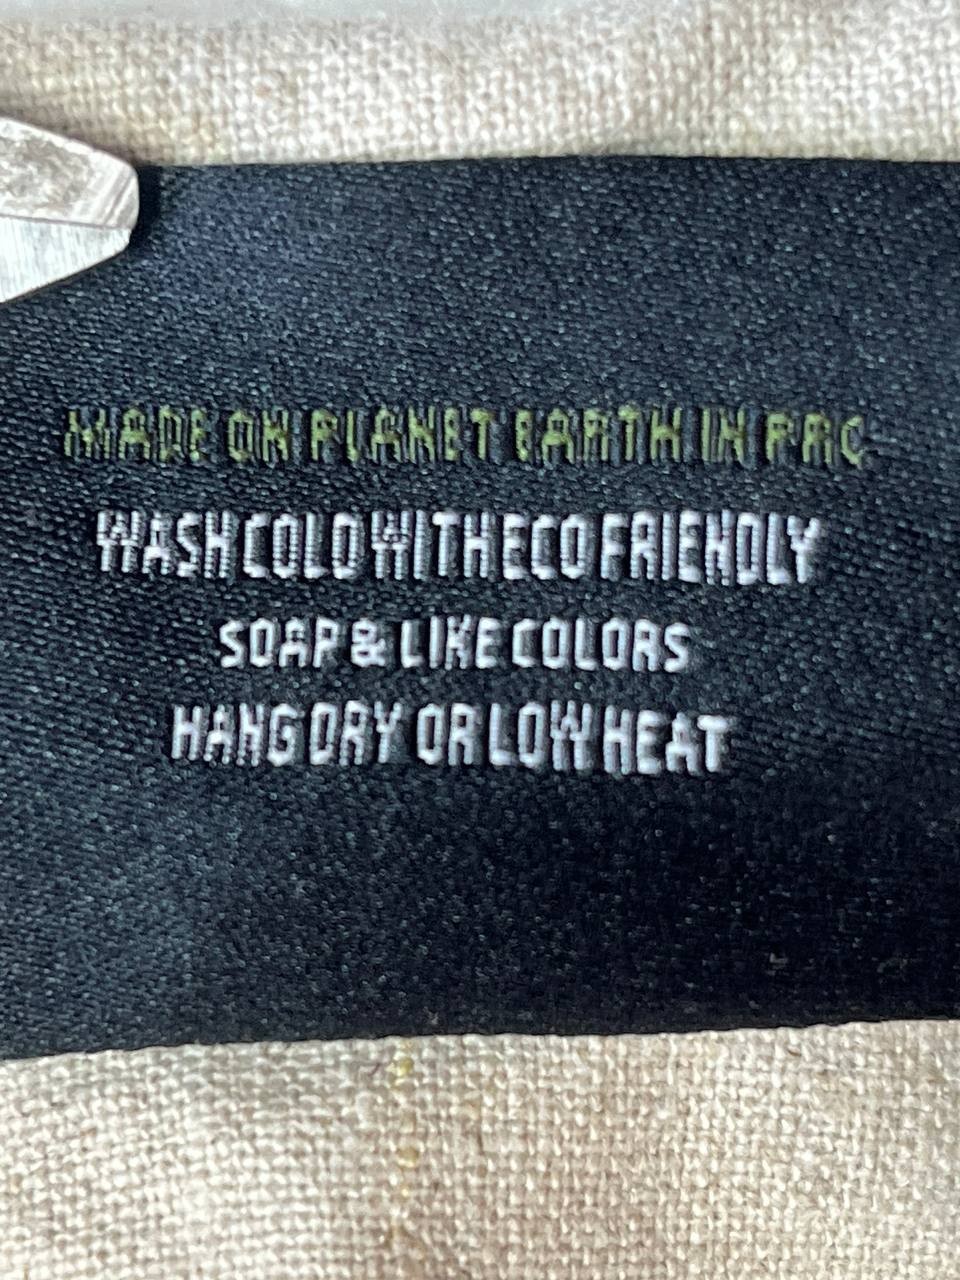 MADE ON PLANET EARTH IN PRC
WASH COLD WITH ECO FRIENDLY
SOAP & LIKE COLORS
HANG DRY OR LOW HEAT